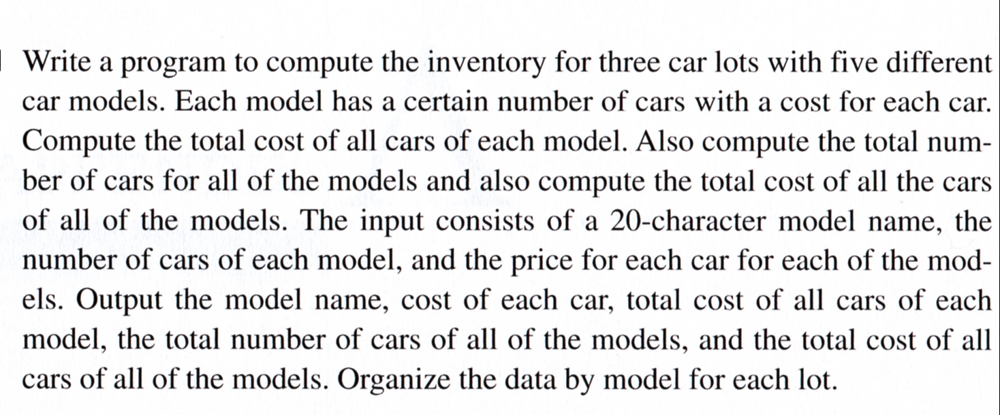 Write a program to compute the inventory for three car lots with five different
car models. Each model has a certain number of cars with a cost for each car.
Compute the total cost of all cars of each model. Also compute the total num-
ber of cars for all of the models and also compute the total cost of all the cars
of all of the models. The input consists of a 20-character model name, the
number of cars of each model, and the price for each car for each of the mod-
els. Output the model name, cost of each car, total cost of all cars of each
model, the total number of cars of all of the models, and the total cost of all
cars of all of the models. Organize the data by model for each lot.